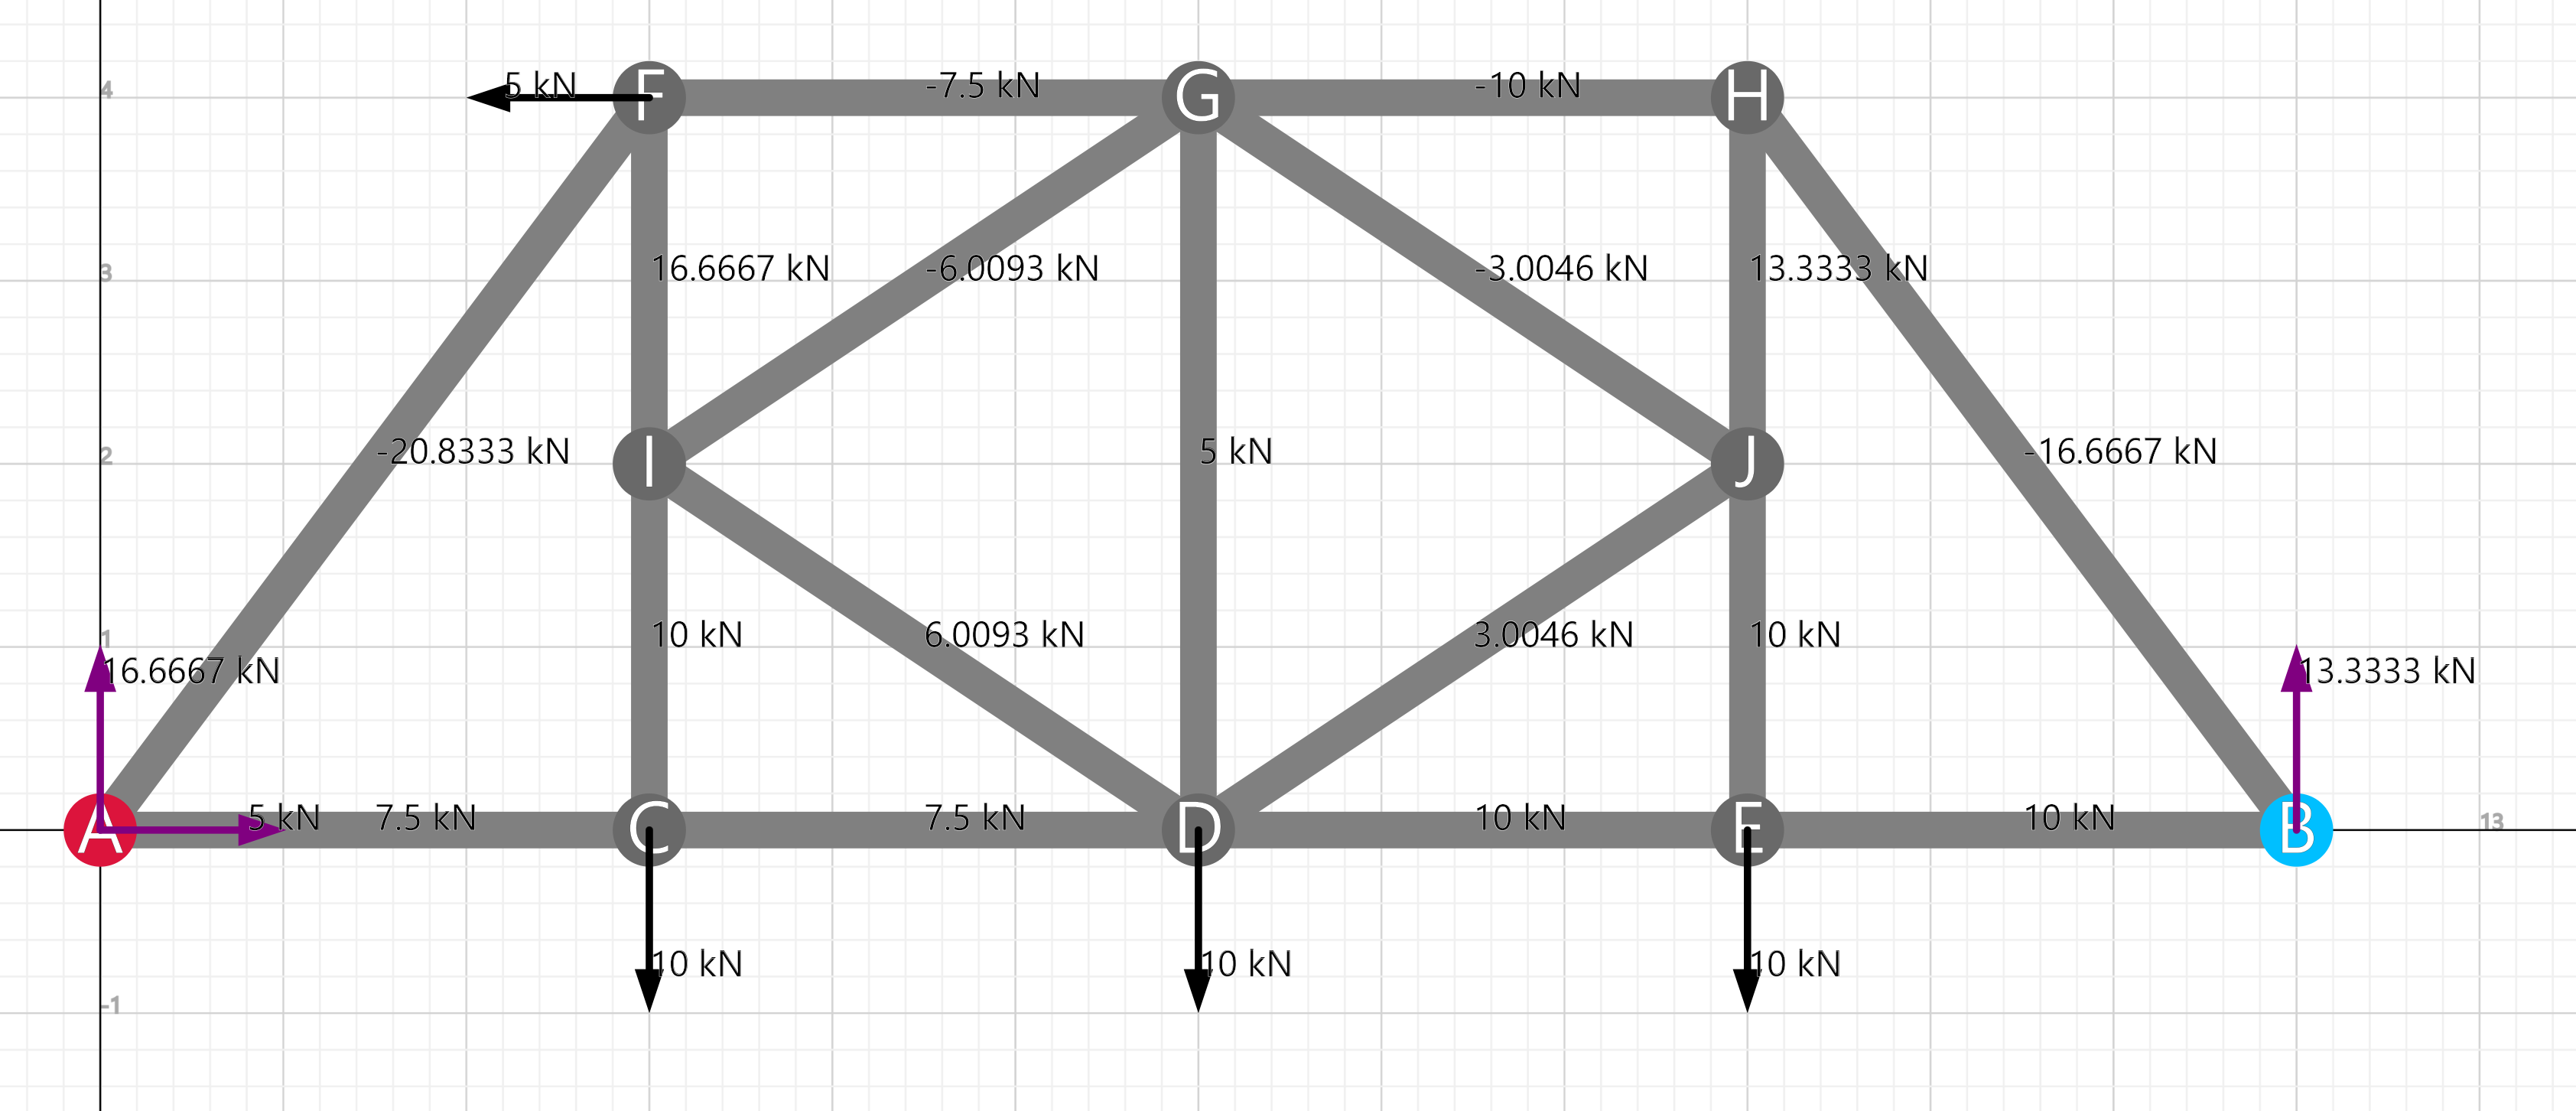 4
5 kN
F
-7.5 kN
G
-10 kN
H
3
16.6667 kN
-6.0093 kN
-3.0046 kN
13.3333 kN
2
-20.8333 kN
I
5 kN
J
-16.6667 kN
1
10 kN
6.0093 kN
3.0046 kN
10 kN
16.6667 kN
13.3333 kN
A
5 kN
7.5 kN
C
7.5 kN
D
10 kN
E
10 kN
B
13
10 kN
10 kN
10 kN
-1